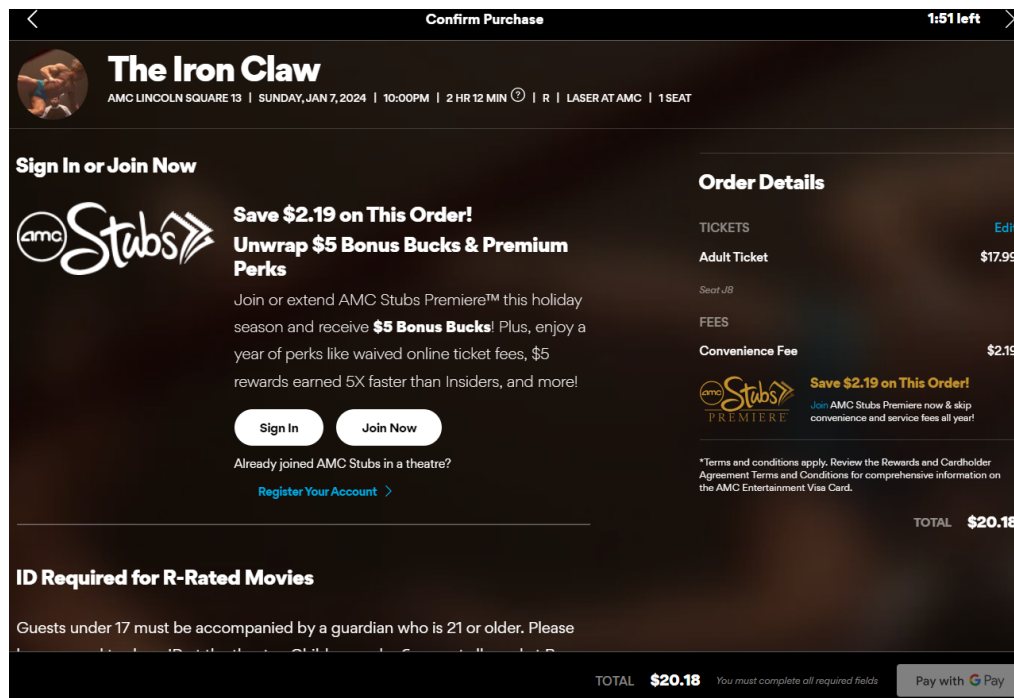 Confirm Purchase
1:51 left
The Iron Claw
AMC LINCOLN SQUARE 13 | SUNDAY, JAN 7, 2024 | 10:00PM | 2 HR 12 MIN ? | R | LASER AT AMC | 1 SEAT
Sign In or Join Now
amc Stubs
Save $2.19 on This Order!
Unwrap $5 Bonus Bucks & Premium
Perks
Join or extend AMC Stubs Premiere™ this holiday
season and receive $5 Bonus Bucks! Plus, enjoy a
year of perks like waived online ticket fees, $5
rewards earned 5X faster than Insiders, and more!
Sign In
Join Now
Already joined AMC Stubs in a theatre?
Register Your Account
ID Required for R-Rated Movies
Guests under 17 must be accompanied by a guardian who is 21 or older. Please
Order Details
TICKETS
Edit
Adult Ticket
$17.99
Seat J8
FEES
Convenience Fee
$2.19
amc Stubs
PREMIERE
Save $2.19 on This Order!
Join AMC Stubs Premiere now & skip
convenience and service fees all year!
*Terms and conditions apply. Review the Rewards and Cardholder
Agreement Terms and Conditions for comprehensive information on
the AMC Entertainment Visa Card.
TOTAL $20.18
TOTAL $20.18 You must complete all required fields
Pay with G Pay